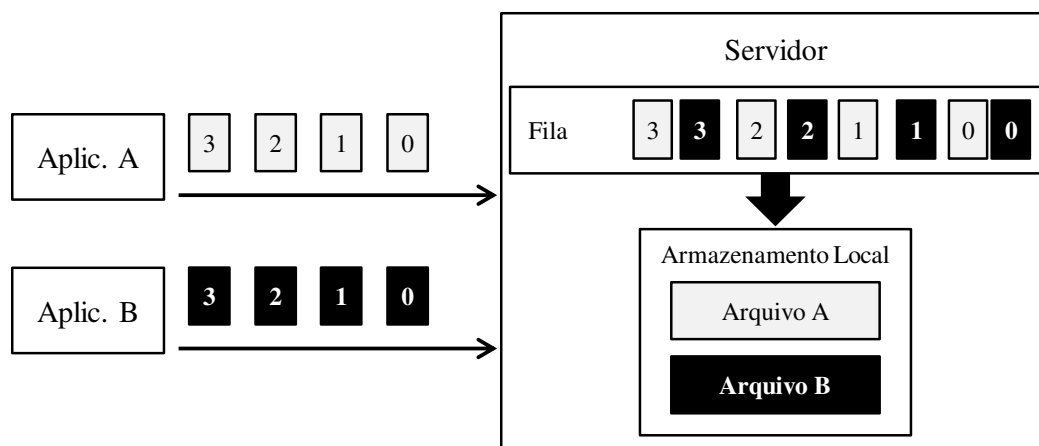 Servidor
Fila 3 3 2 2 1 1 0 0
Aplic. A 3 2 1 0
Armazenamento Local
Aplic. B 3 2 1 0
Arquivo A
Arquivo B